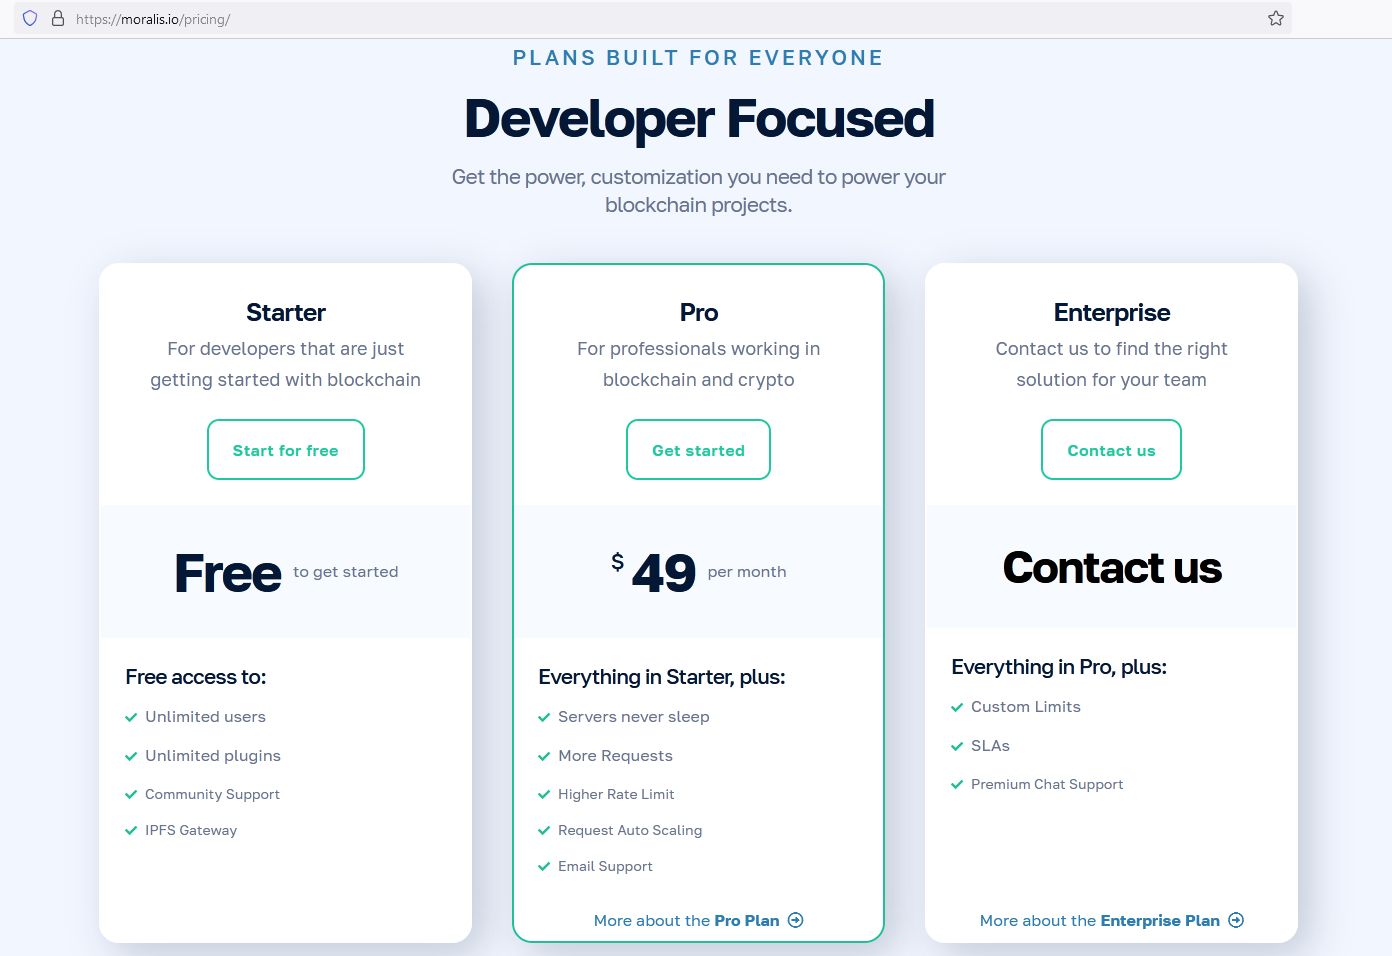 https://moralis.io/pricing/
PLANS BUILT FOR EVERYONE
Developer Focused
Get the power, customization you need to power your
blockchain projects.
Starter
For developers that are just
getting started with blockchain
Start for free
Free to get started
Free access to:
Unlimited users
Unlimited plugins
Community Support
IPFS Gateway
Pro
For professionals working in
blockchain and crypto
Get started
$ 49 per month
Everything in Starter, plus:
Servers never sleep
More Requests
Higher Rate Limit
Request Auto Scaling
Email Support
More about the Pro Plan
Enterprise
Contact us to find the right
solution for your team
Contact us
Contact us
Everything in Pro, plus:
Custom Limits
SLAs
Premium Chat Support
More about the Enterprise Plan